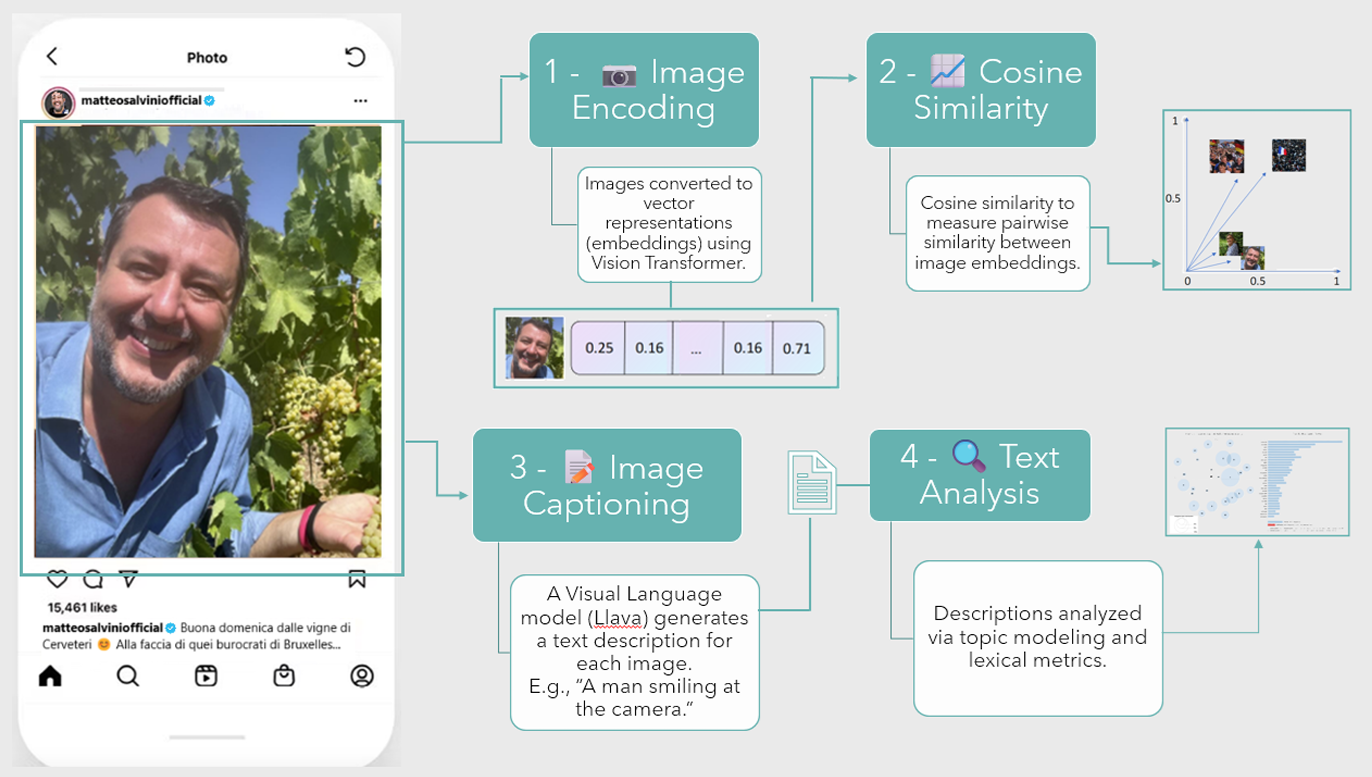 Photo
matteosalviniofficial
15,461 likes
matteosalviniofficial Buona domenica dalle vigne di
Cerveteri 😊 Alla faccia di quei burocrati di Bruxelles...
1 - 📷 Image
Encoding
Images converted to
vector
representations
(embeddings) using
Vision Transformer.
0.25 0.16 ... 0.16 0.71
2 - 📈 Cosine
Similarity
Cosine similarity to
measure pairwise
similarity between
image embeddings.
1
0.5
0 0.5 1
3 - 📝 Image
Captioning
A Visual Language
model (Llava) generates
a text description for
each image.
E.g., “A man smiling at
the camera.”
4 - 🔍 Text
Analysis
Descriptions analyzed
via topic modeling and
lexical metrics.